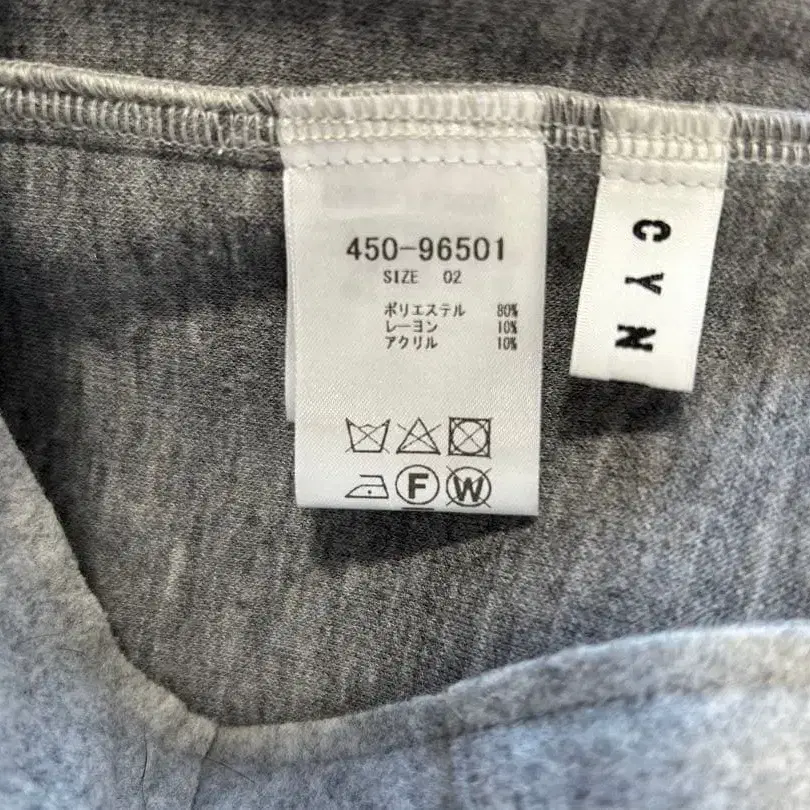 450-96501
SIZE 02
ポリエステル 80%
レーヨン 10%
アクリル 10%
F W
CYN